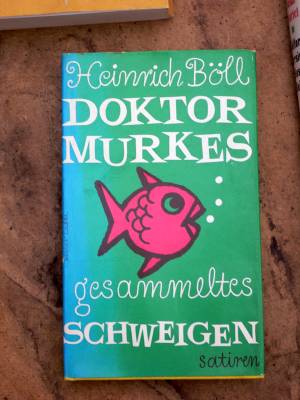 Heinrich Böll
DOKTOR
MURKES
gesammeltes
SCHWEIGEN
satiren